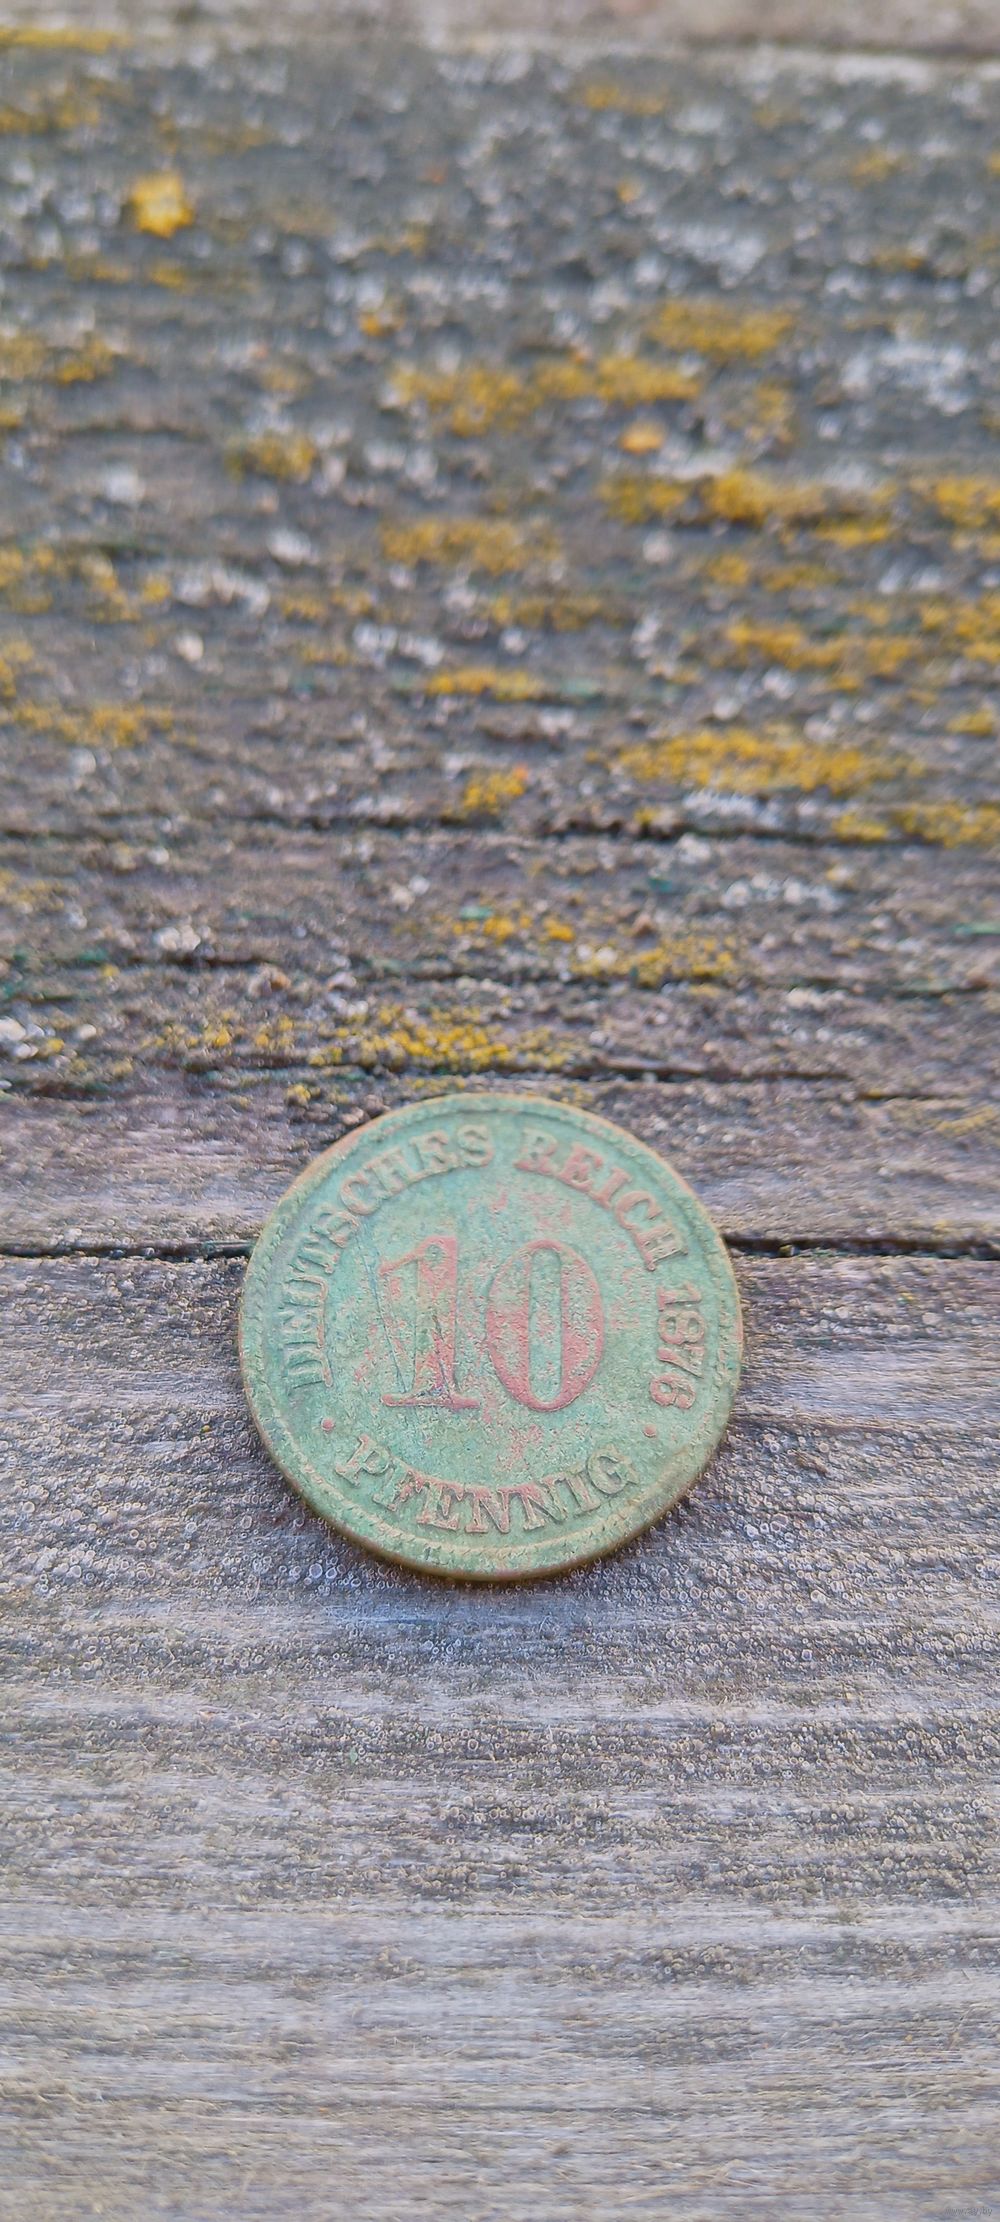 DEUTSCHES REICH 1876
10
PFENNIG